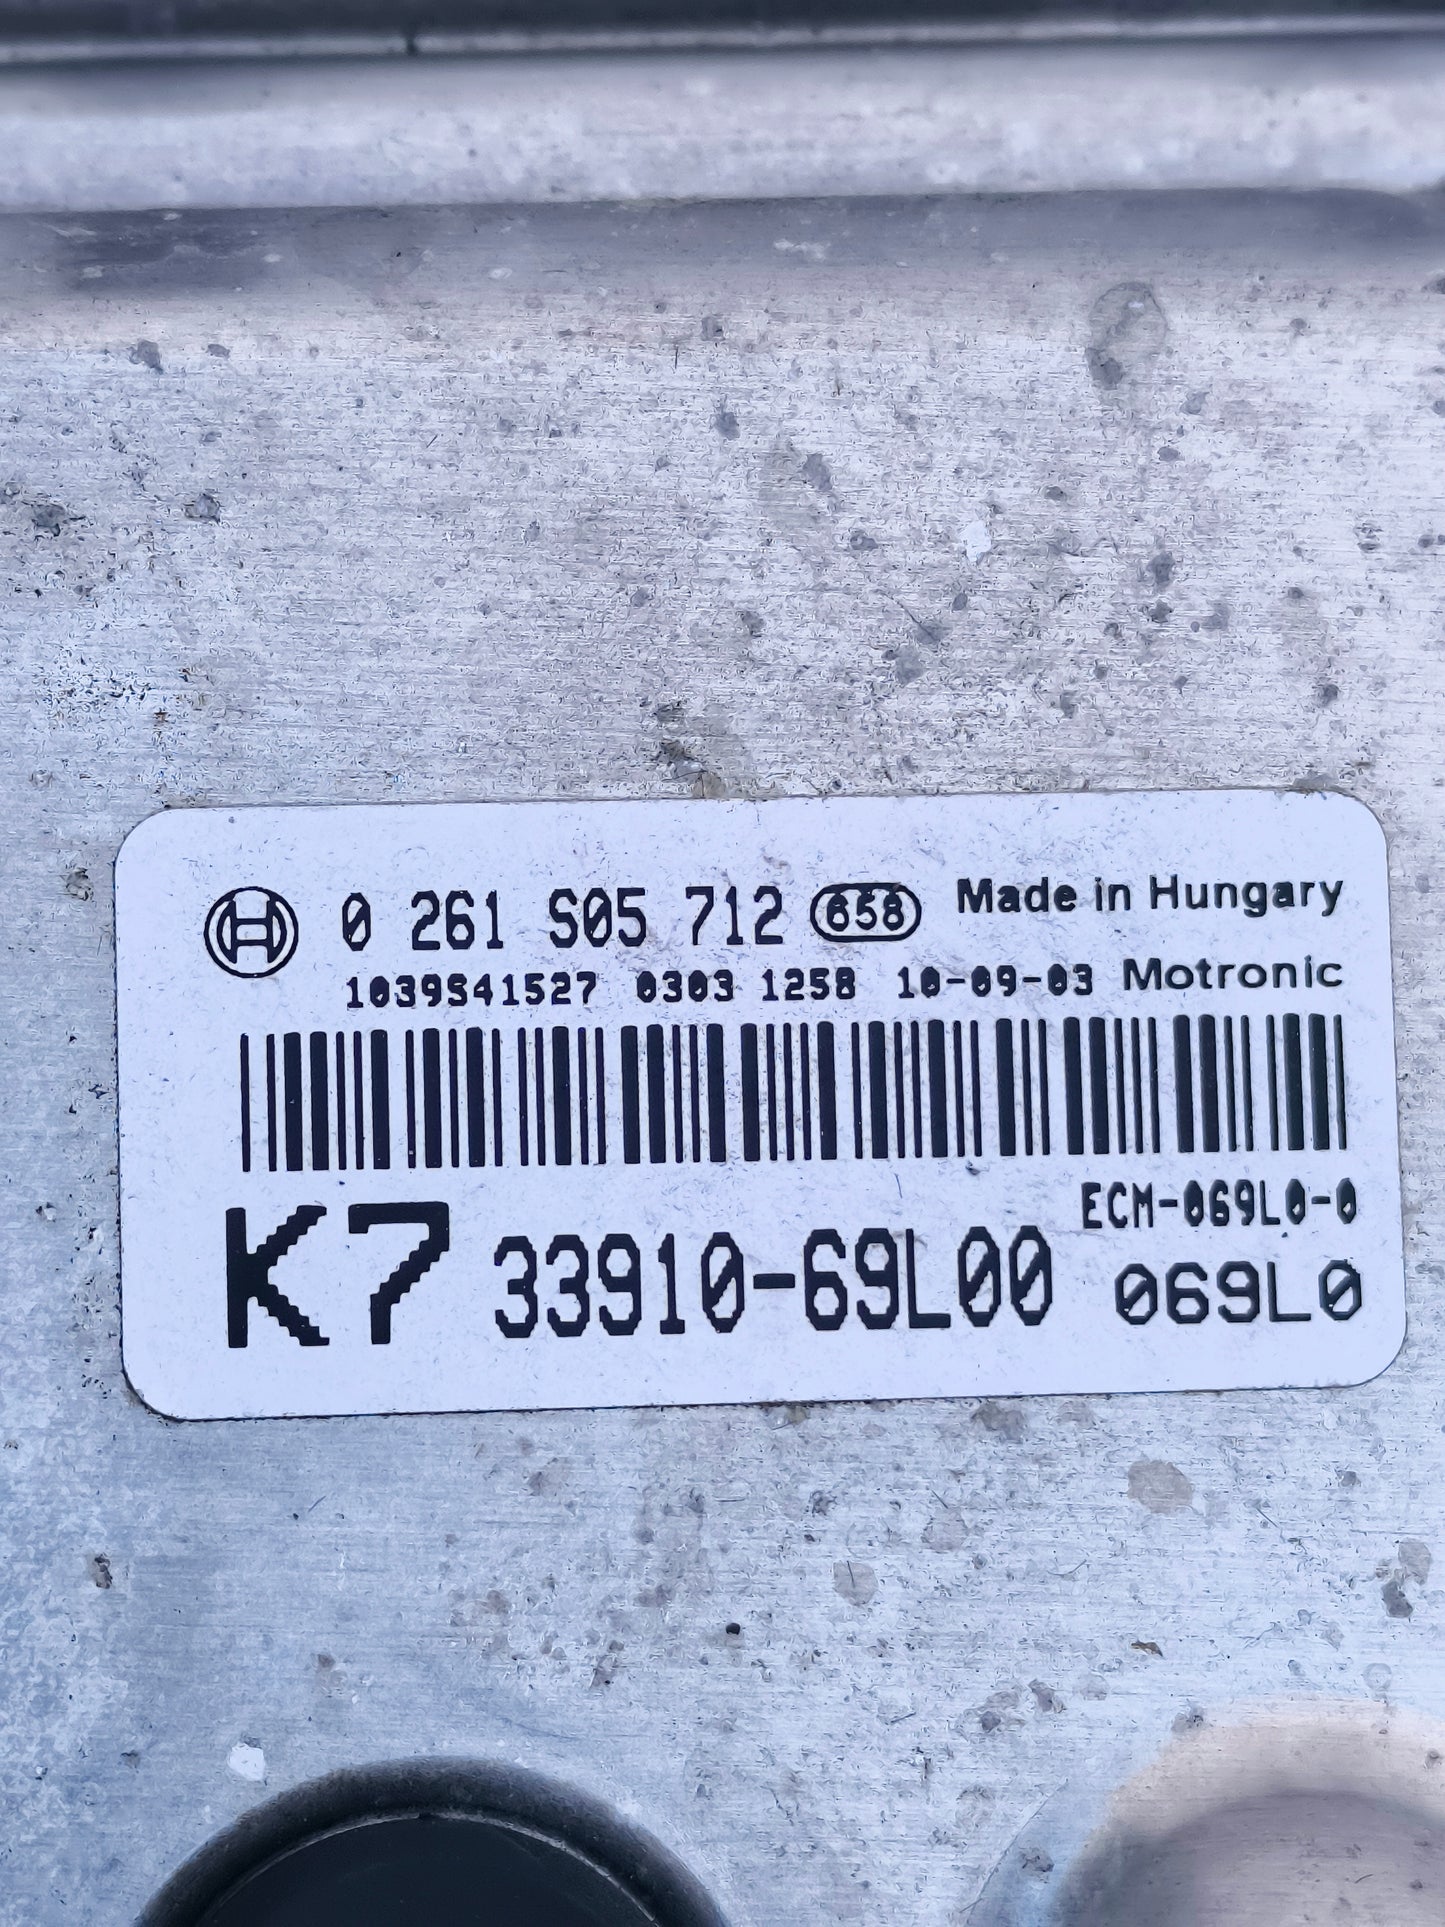 0 261 S05 712 658 Made in Hungary
1039S41527 0303 1258 10-09-03 Motronic
ECM-069L0-0
K7 33910-69L00 069L0